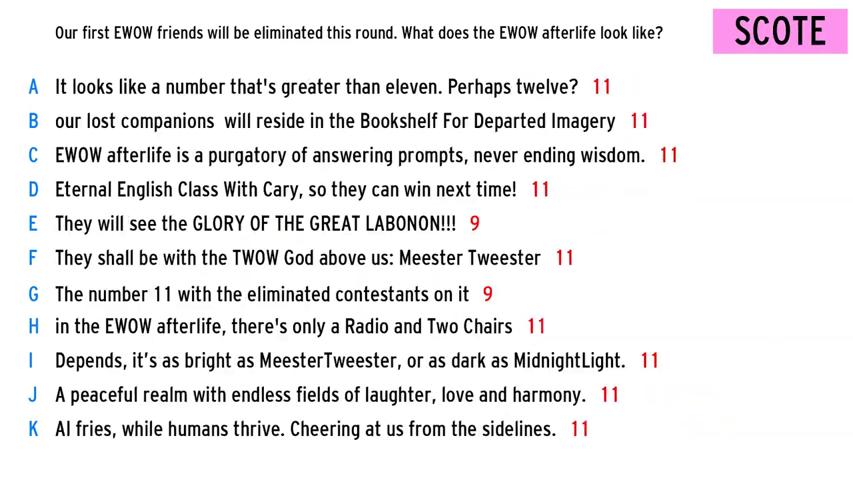 Our first EWOW friends will be eliminated this round. What does the EWOW afterlife look like?
SCOTE
A It looks like a number that's greater than eleven. Perhaps twelve? 11
B our lost companions  will reside in the Bookshelf For Departed Imagery 11
C EWOW afterlife is a purgatory of answering prompts, never ending wisdom. 11
D Eternal English Class With Cary, so they can win next time! 11
E They will see the GLORY OF THE GREAT LABONON!!! 9
F They shall be with the TWOW God above us: Meester Tweester 11
G The number 11 with the eliminated contestants on it 9
H in the EWOW afterlife, there's only a Radio and Two Chairs 11
I Depends, it’s as bright as MeesterTweester, or as dark as MidnightLight. 11
J A peaceful realm with endless fields of laughter, love and harmony. 11
K AI fries, while humans thrive. Cheering at us from the sidelines. 11